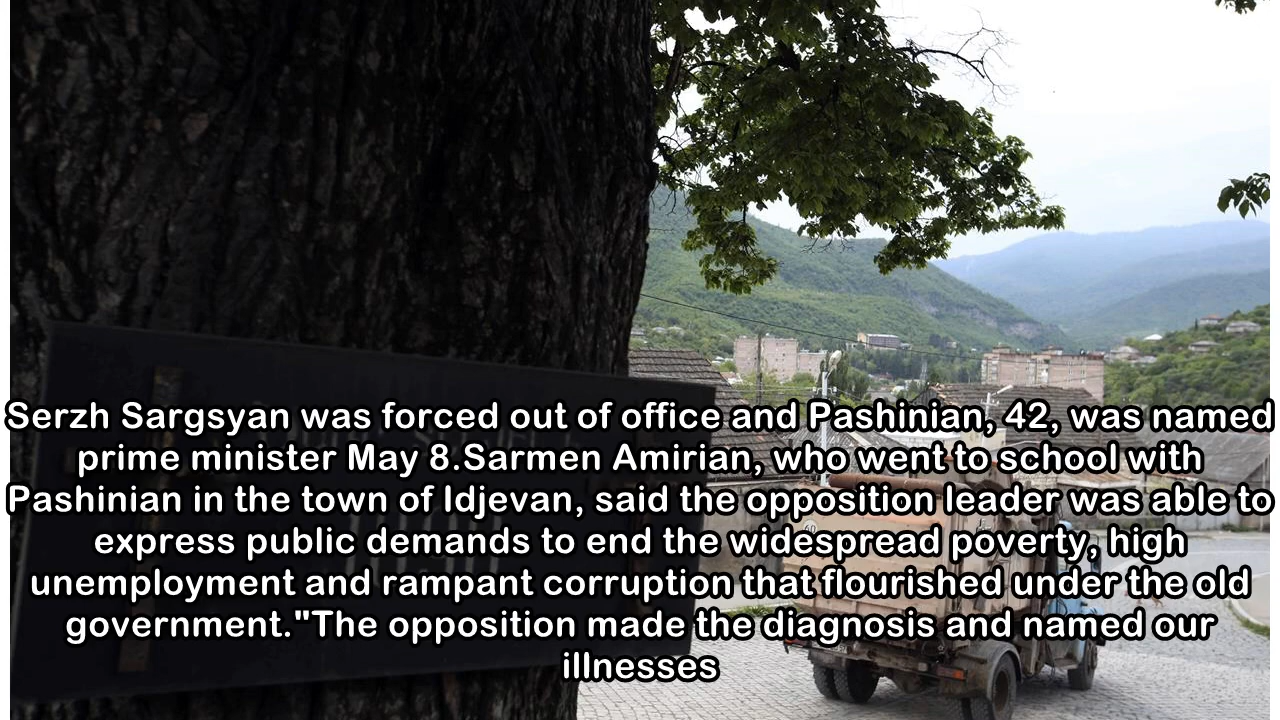 Serzh Sargsyan was forced out of office and Pashinian, 42, was named
prime minister May 8.Sarmen Amirian, who went to school with
Pashinian in the town of Idjevan, said the opposition leader was able to
express public demands to end the widespread poverty, high
unemployment and rampant corruption that flourished under the old
government."The opposition made the diagnosis and named our
illnesses